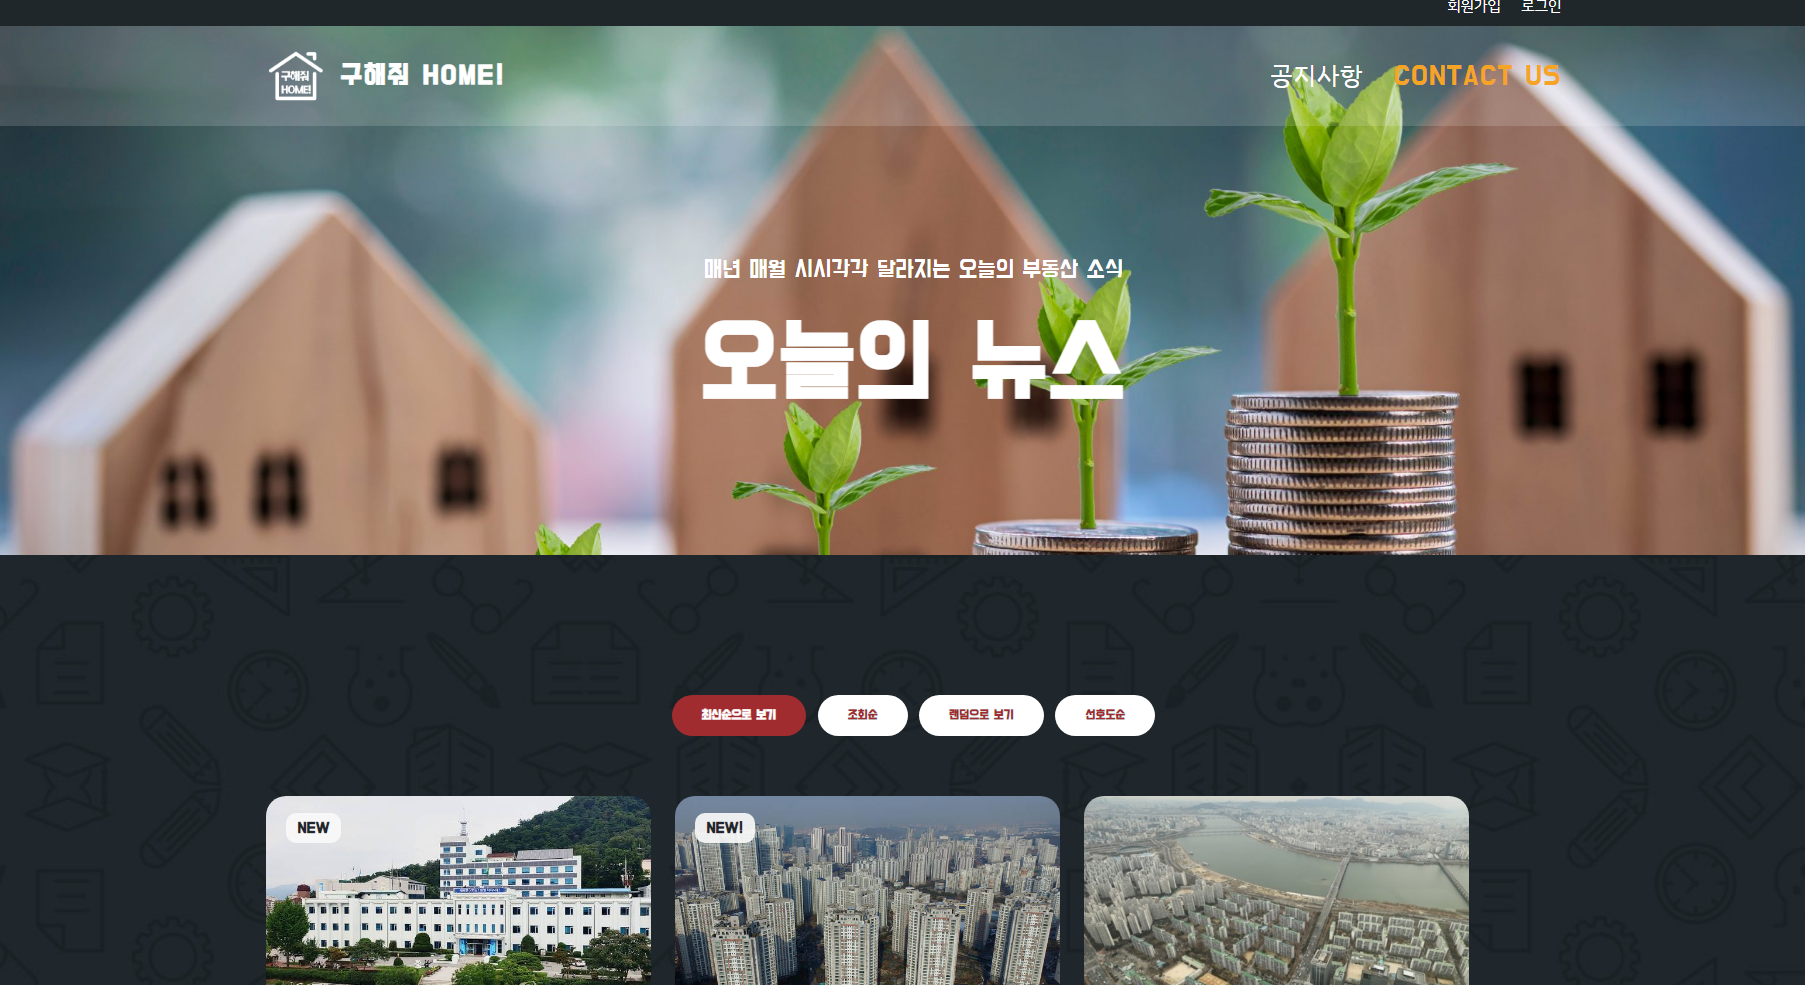 회원가입 로그인
구해줘 HOME!
구해줘 HOME!
공지사항 CONTACT US
매년 매월 시시각각 달라지는 오늘의 부동산 소식
오늘의 뉴스
최신순으로 보기 조회순 랜덤으로 보기 선호도순
NEW NEW!